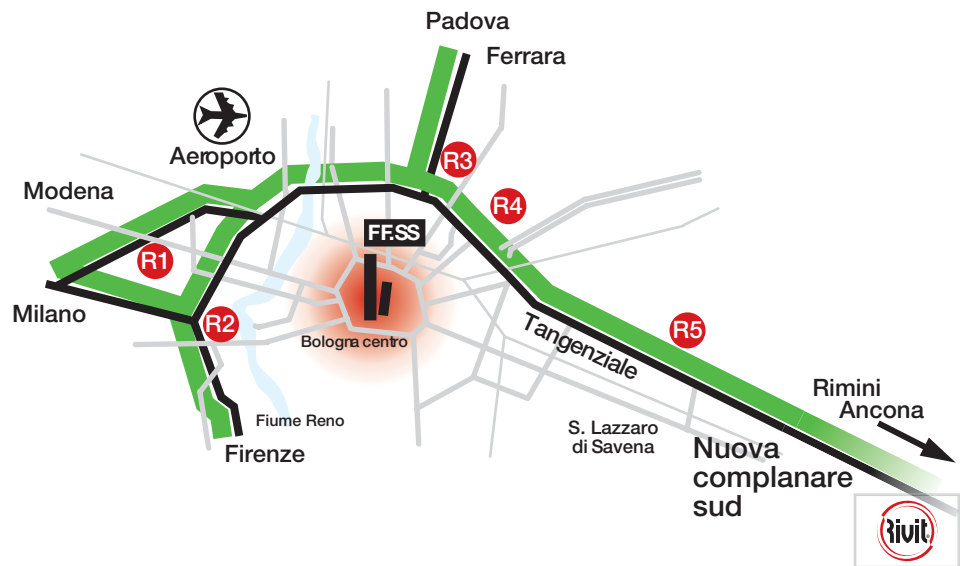 Padova
Ferrara
Aeroporto
R3
Modena
R4
FF.SS
R1
Milano
R2
Bologna centro
Tangenziale
R5
Rimini
Ancona
Fiume Reno
Firenze
S. Lazzaro
di Savena
Nuova
complanare
sud
Rivit